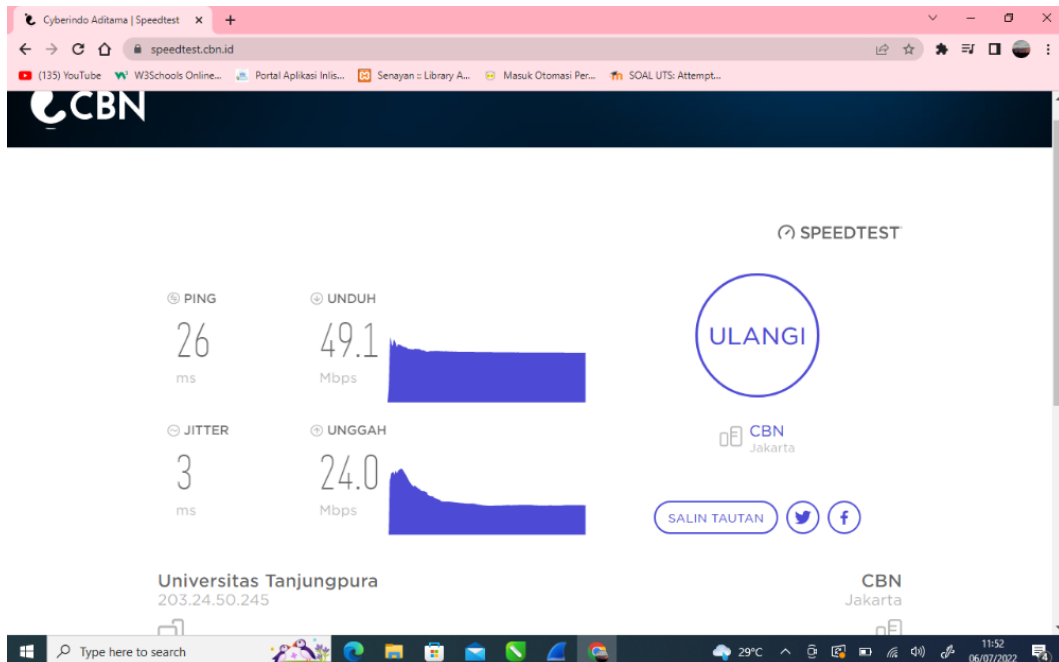 Cyberindo Aditama | Speedtest
speedtest.cbn.id
(135) YouTube W3Schools Online... Portal Aplikasi Inlis... Senayan :: Library A... Masuk Otomasi Per... SOAL UTS: Attempt...
CBN
SPEEDTEST
PING UNDUH
26 49.1
ms Mbps
ULANGI
JITTER UNGGAH
3 24.0
ms Mbps
CBN
Jakarta
SALIN TAUTAN
Universitas Tanjungpura
203.24.50.245
CBN
Jakarta
Type here to search
29°C
11:52
06/07/2022
4